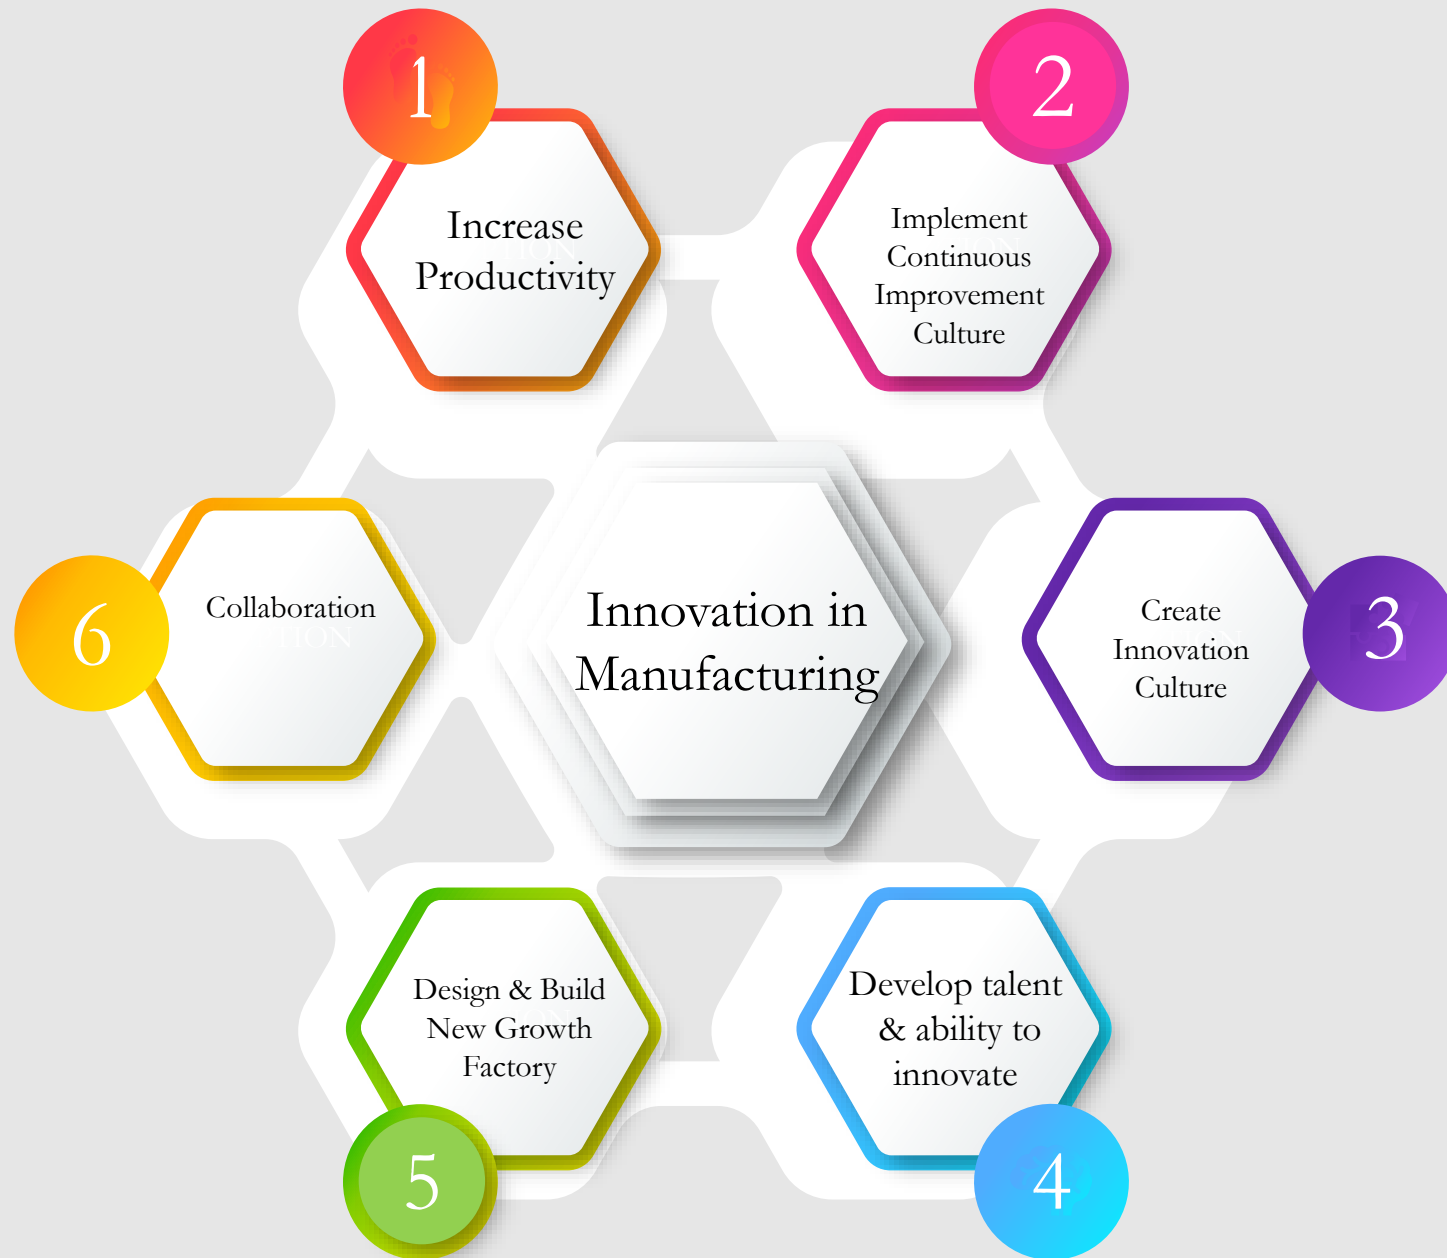 1
Increase
Productivity
2
Implement
Continuous
Improvement
Culture
3
Create
Innovation
Culture
4
Develop talent
& ability to
innovate
5
Design & Build
New Growth
Factory
6
Collaboration
Innovation in
Manufacturing